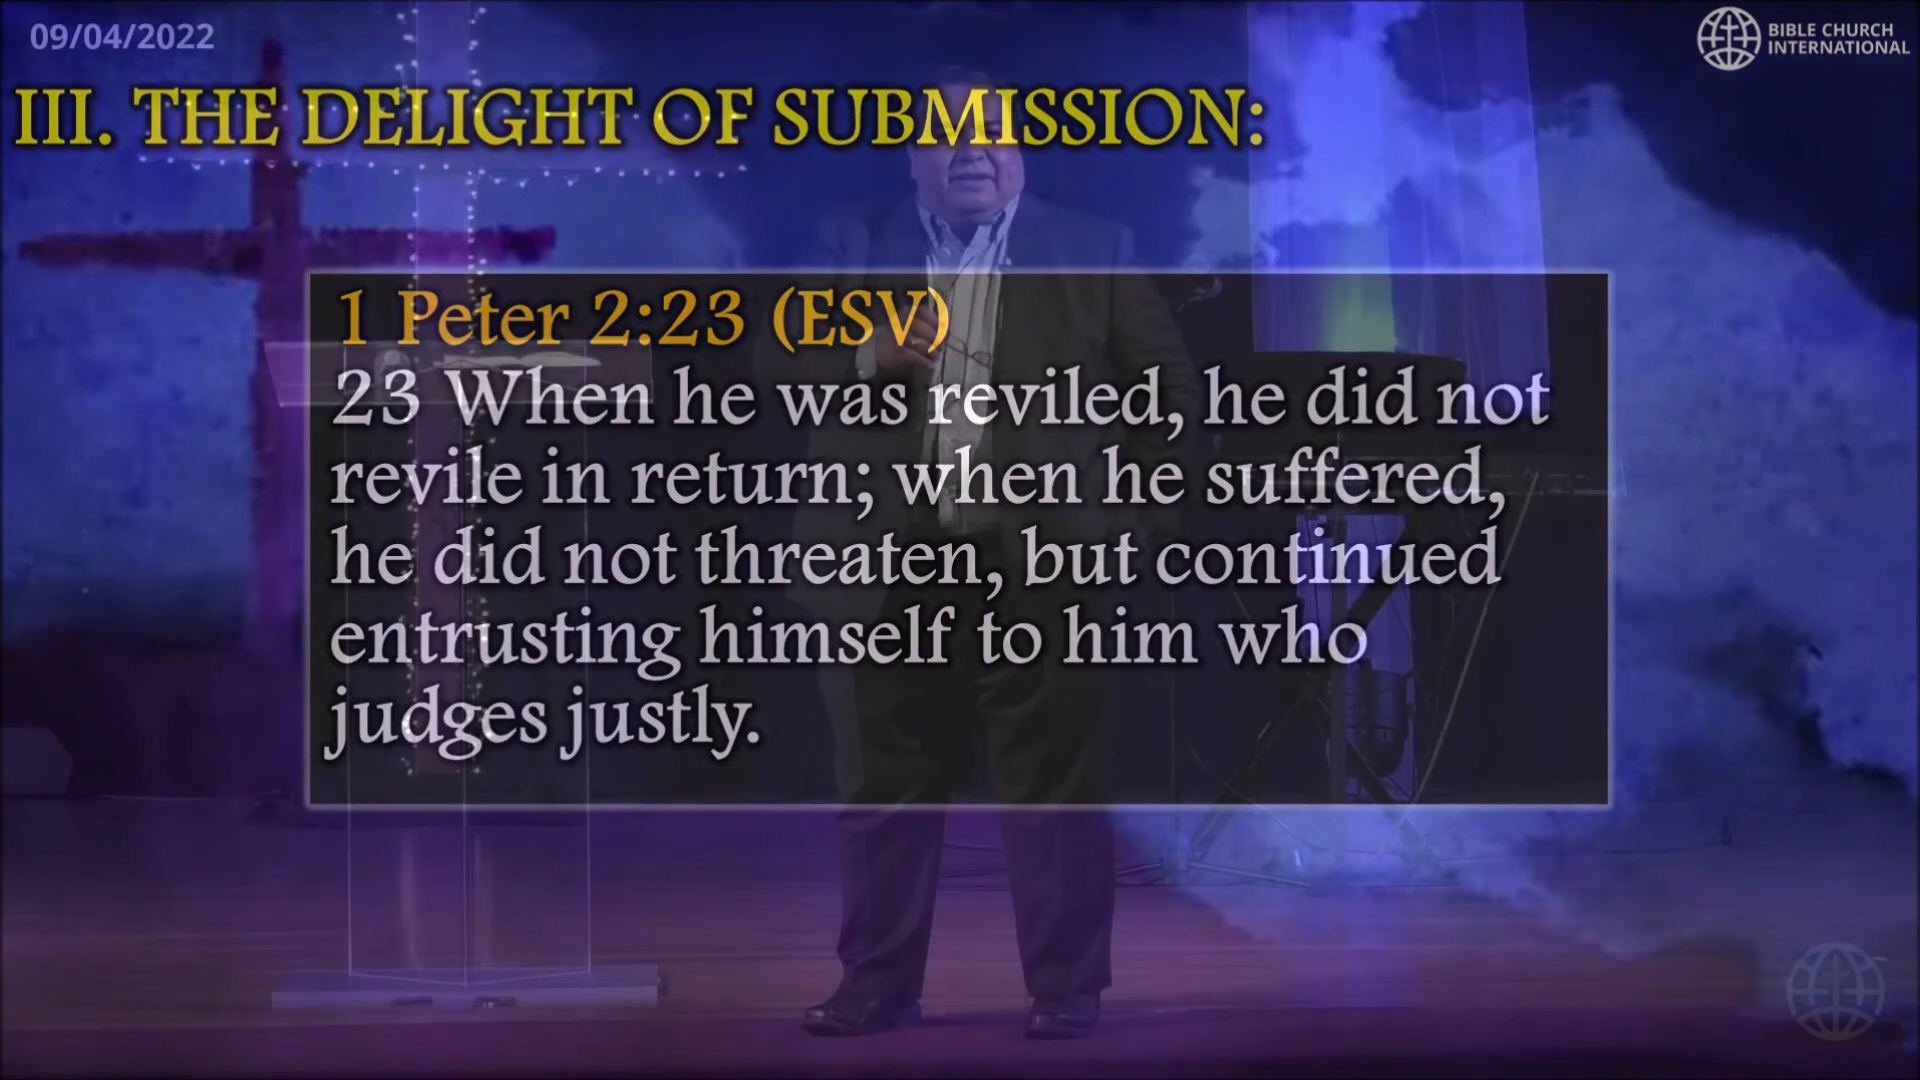 09/04/2022
BIBLE CHURCH
INTERNATIONAL
III. THE DELIGHT OF SUBMISSION:
1 Peter 2:23 (ESV)
23 When he was reviled, he did not
revile in return; when he suffered,
he did not threaten, but continued
entrusting himself to him who
judges justly.